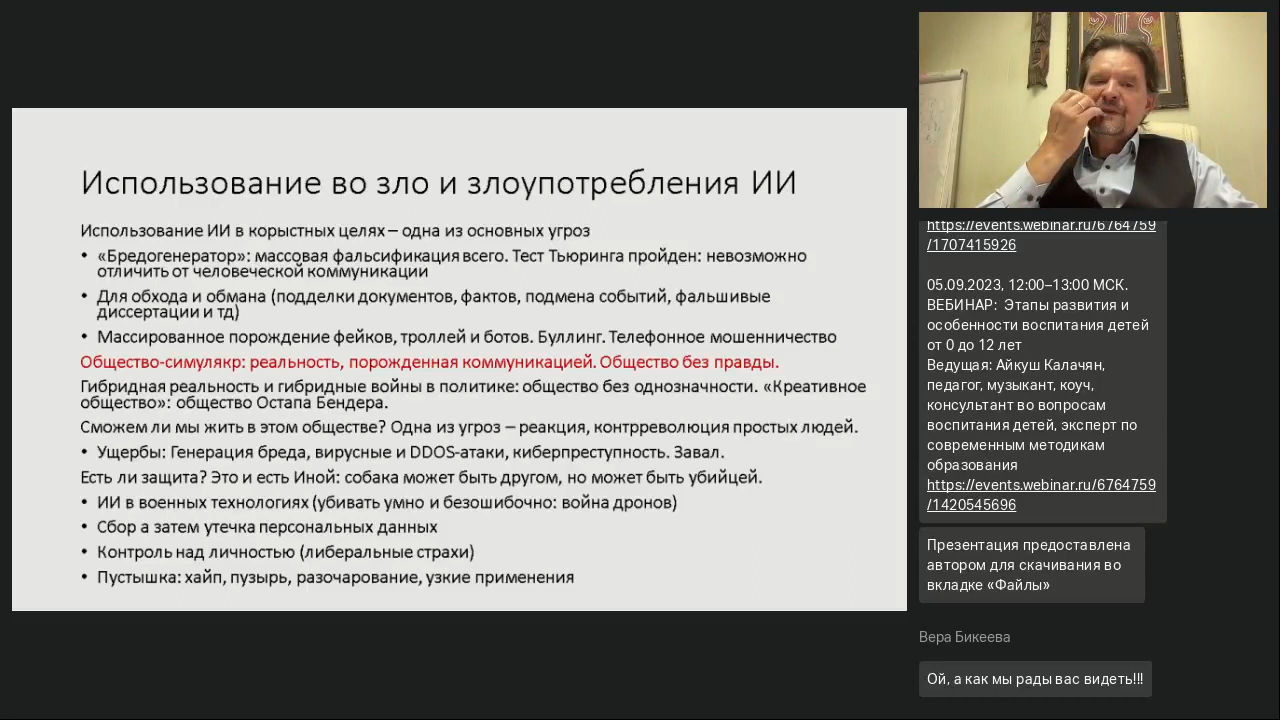 Использование во зло и злоупотребления ИИ
Использование ИИ в корыстных целях – одна из основных угроз
• «Бредогенератор»: массовая фальсификация всего. Тест Тьюринга пройден: невозможно
отличить от человеческой коммуникации
• Для обхода и обмана (подделки документов, фактов, подмена событий, фальшивые
диссертации и тд)
• Массированное порождение фейков, троллей и ботов. Буллинг. Телефонное мошенничество
Общество-симулякр: реальность, порожденная коммуникацией. Общество без правды.
Гибридная реальность и гибридные войны в политике: общество без однозначности. «Креативное
общество»: общество Остапа Бендера.
Сможем ли мы жить в этом обществе? Одна из угроз – реакция, контрреволюция простых людей.
• Ущербы: Генерация бреда, вирусные и DDOS-атаки, киберпреступность. Завал.
Есть ли защита? Это и есть Иной: собака может быть другом, но может быть убийцей.
• ИИ в военных технологиях (убивать умно и безошибочно: война дронов)
• Сбор а затем утечка персональных данных
• Контроль над личностью (либеральные страхи)
• Пустышка: хайп, пузырь, разочарование, узкие применения
https://events.webinar.ru/6764759
/1707415926
05.09.2023, 12:00–13:00 МСК.
ВЕБИНАР: Этапы развития и
особенности воспитания детей
от 0 до 12 лет
Ведущая: Айкуш Калачян,
педагог, музыкант, коуч,
консультант во вопросам
воспитания детей, эксперт по
современным методикам
образования
https://events.webinar.ru/6764759
/1420545696
Презентация предоставлена
автором для скачивания во
вкладке «Файлы»
Вера Бикеева
Ой, а как мы рады вас видеть!!!